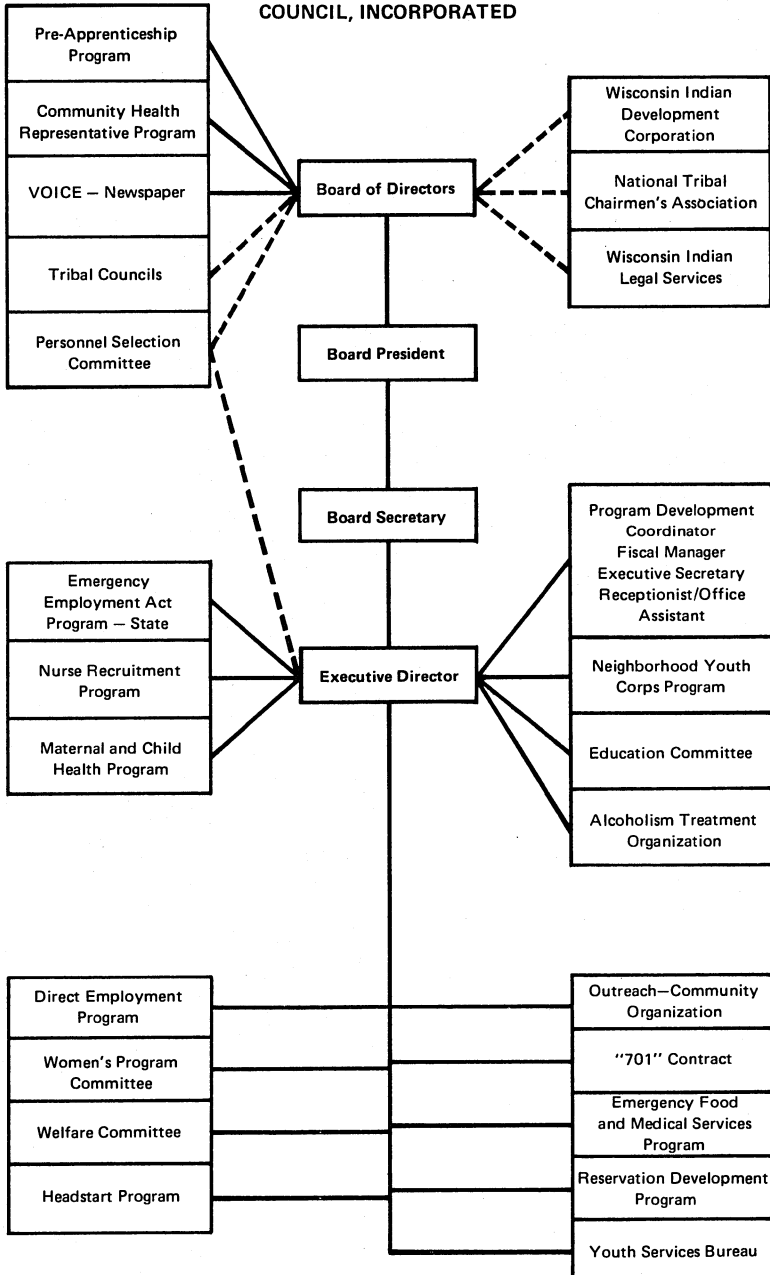 COUNCIL, INCORPORATED
Pre-Apprenticeship
Program
Community Health
Representative Program
VOICE — Newspaper
Tribal Councils
Personnel Selection
Committee
Board of Directors
Wisconsin Indian
Development
Corporation
National Tribal
Chairmen's Association
Wisconsin Indian
Legal Services
Board President
Board Secretary
Emergency
Employment Act
Program — State
Nurse Recruitment
Program
Maternal and Child
Health Program
Executive Director
Program Development
Coordinator
Fiscal Manager
Executive Secretary
Receptionist/Office
Assistant
Neighborhood Youth
Corps Program
Education Committee
Alcoholism Treatment
Organization
Direct Employment
Program
Women's Program
Committee
Welfare Committee
Headstart Program
Outreach—Community
Organization
"701" Contract
Emergency Food
and Medical Services
Program
Reservation Development
Program
Youth Services Bureau